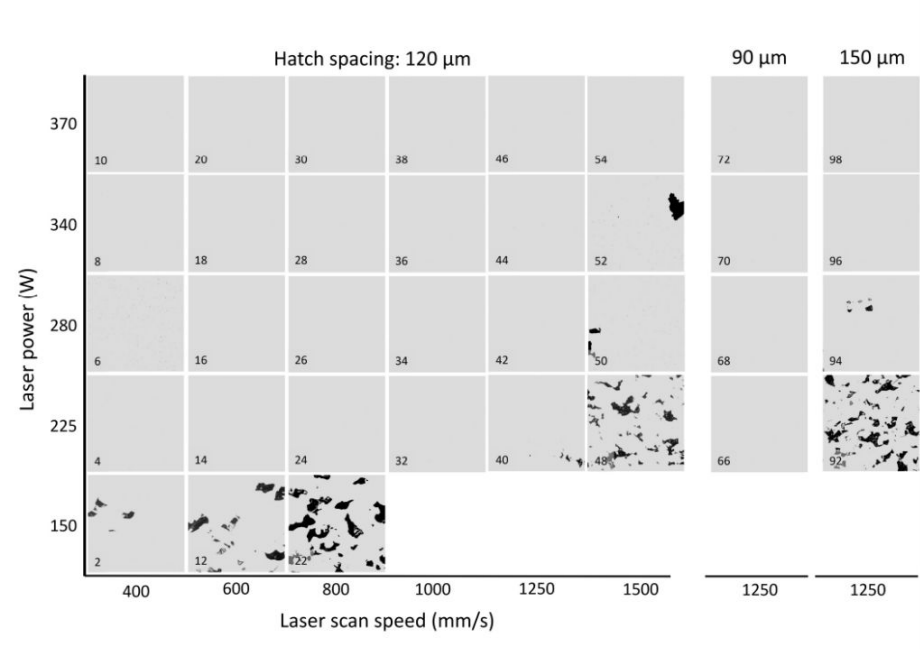 Hatch spacing: 120 µm 90 µm 150 µm
370 10 20 30 38 46 54 72 98
340 8 18 28 36 44 52 70 96
280 6 16 26 34 42 50 68 94
225 4 14 24 32 40 48 66 92
150 2 12 22
Laser power (W)
400 600 800 1000 1250 1500 1250 1250
Laser scan speed (mm/s)